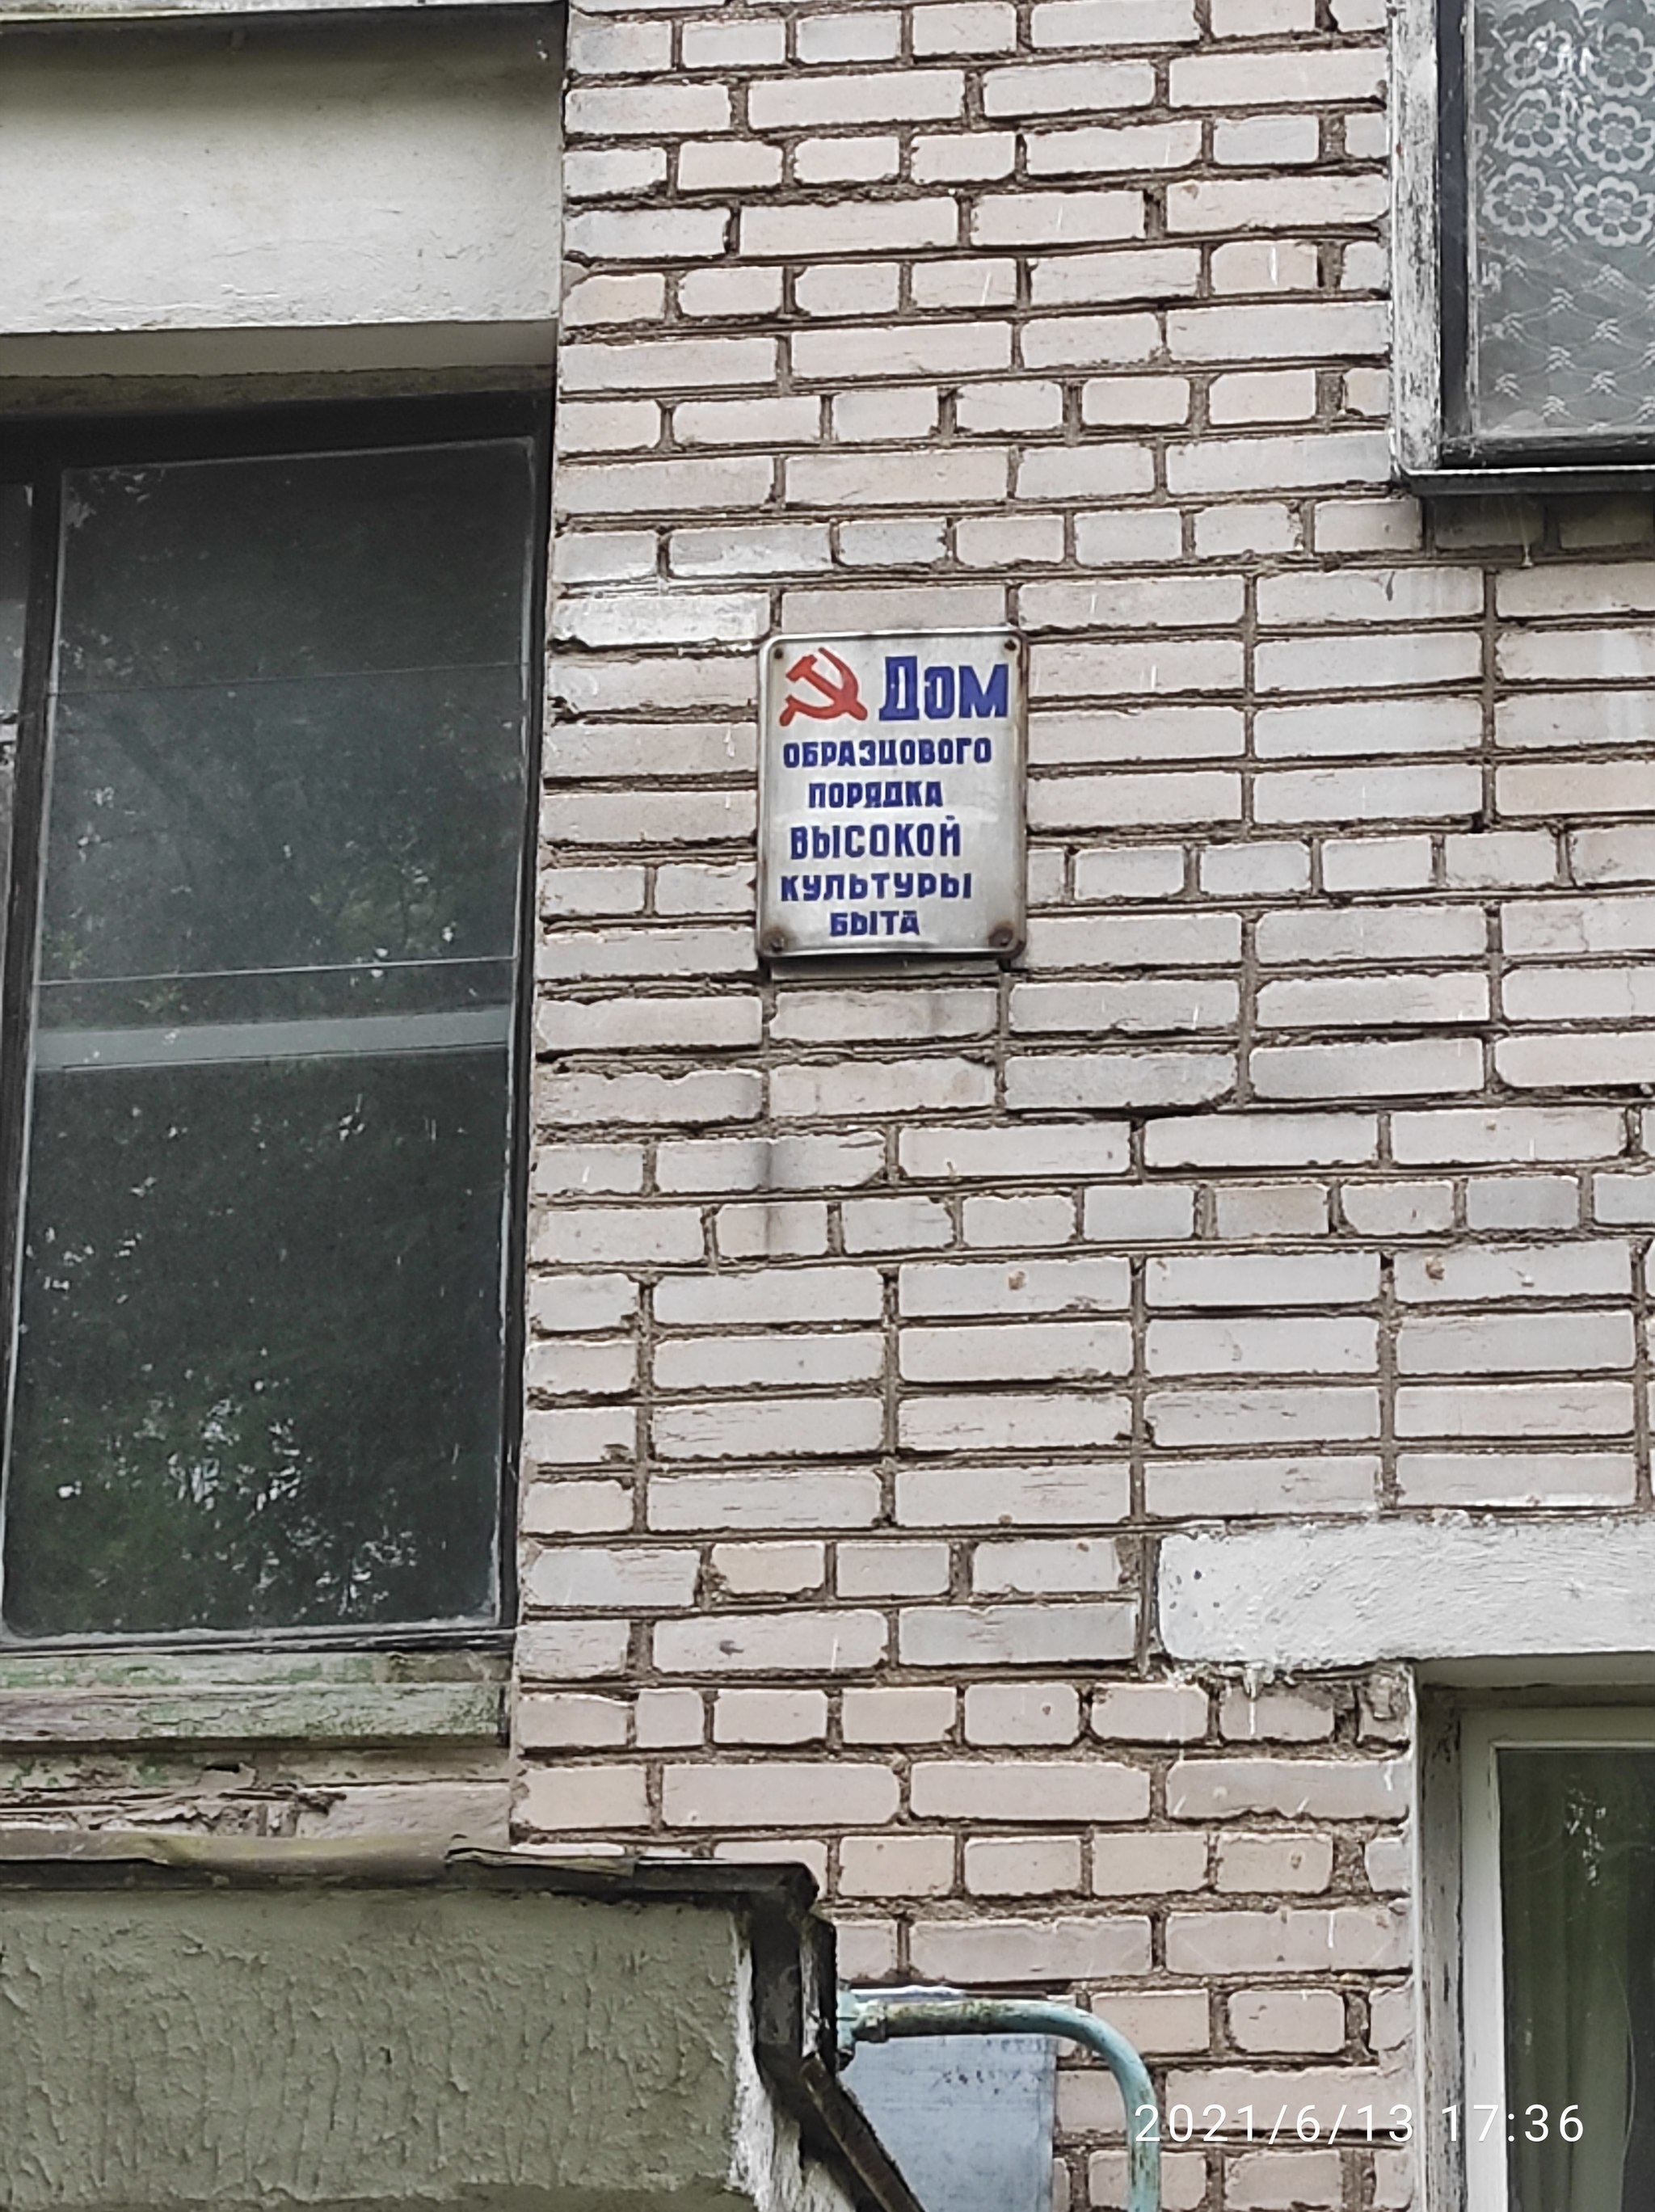 Дом
ОБРАЗЦОВОГО
ПОРЯДКА
ВЫСОКОЙ
КУЛЬТУРЫ
БЫТА
2021/6/13 17:36